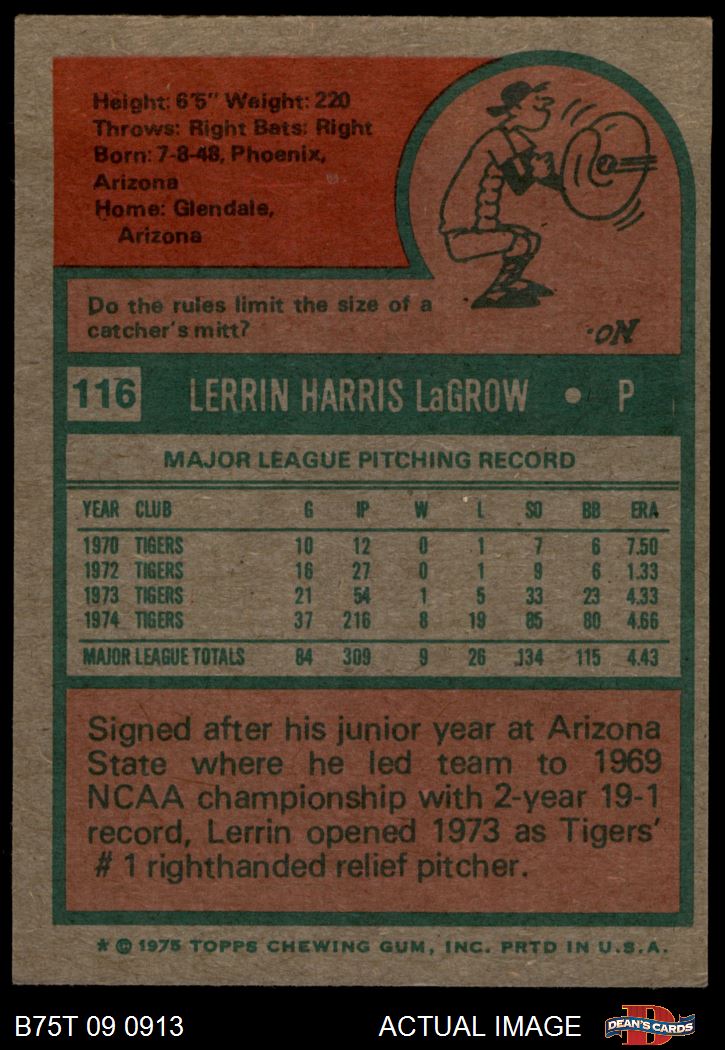 Height: 6'5" Weight: 220
Throws: Right Bats: Right
Born: 7-8-48, Phoenix,
Arizona
Home: Glendale,
Arizona
Do the rules limit the size of a
catcher's mitt?
No.
116 LERRIN HARRIS LaGROW • P
MAJOR LEAGUE PITCHING RECORD
YEAR CLUB G IP W L SO BB ERA
1970 TIGERS 10 12 0 1 7 6 7.50
1972 TIGERS 16 27 0 1 9 6 1.33
1973 TIGERS 21 54 1 5 33 23 4.33
1974 TIGERS 37 216 8 19 85 80 4.66
MAJOR LEAGUE TOTALS 84 309 9 26 134 115 4.43
Signed after his junior year at Arizona
State where he led team to 1969
NCAA championship with 2-year 19-1
record, Lerrin opened 1973 as Tigers'
# 1 righthanded relief pitcher.
* © 1975 TOPPS CHEWING GUM, INC. PRTD IN U.S.A.
B75T 09 0913 ACTUAL IMAGE DEAN'S CARDS